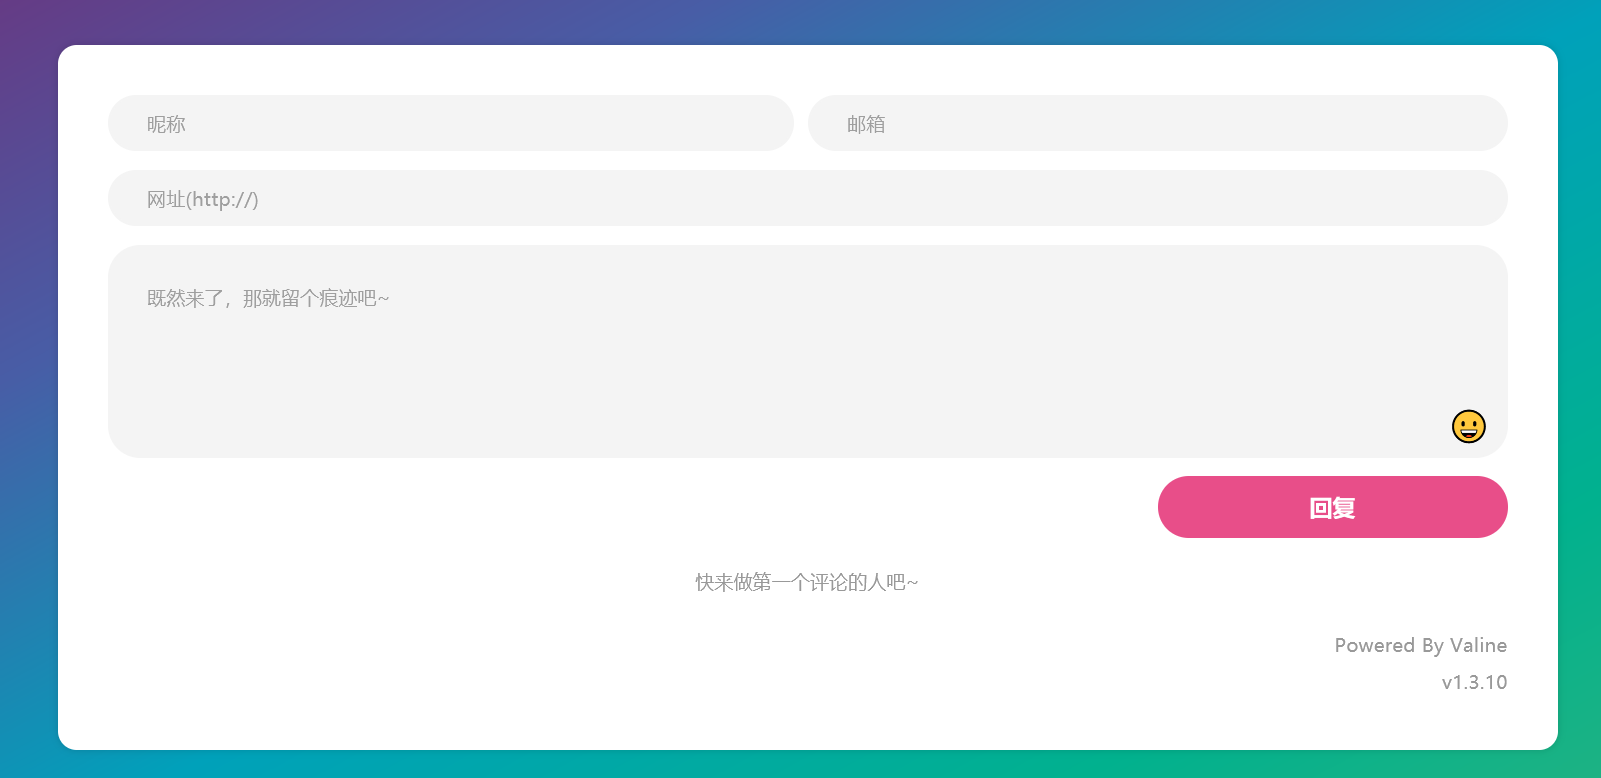 昵称
邮箱
网址(http://)
既然来了，那就留个痕迹吧~
回复
快来做第一个评论的人吧~
Powered By Valine
v1.3.10